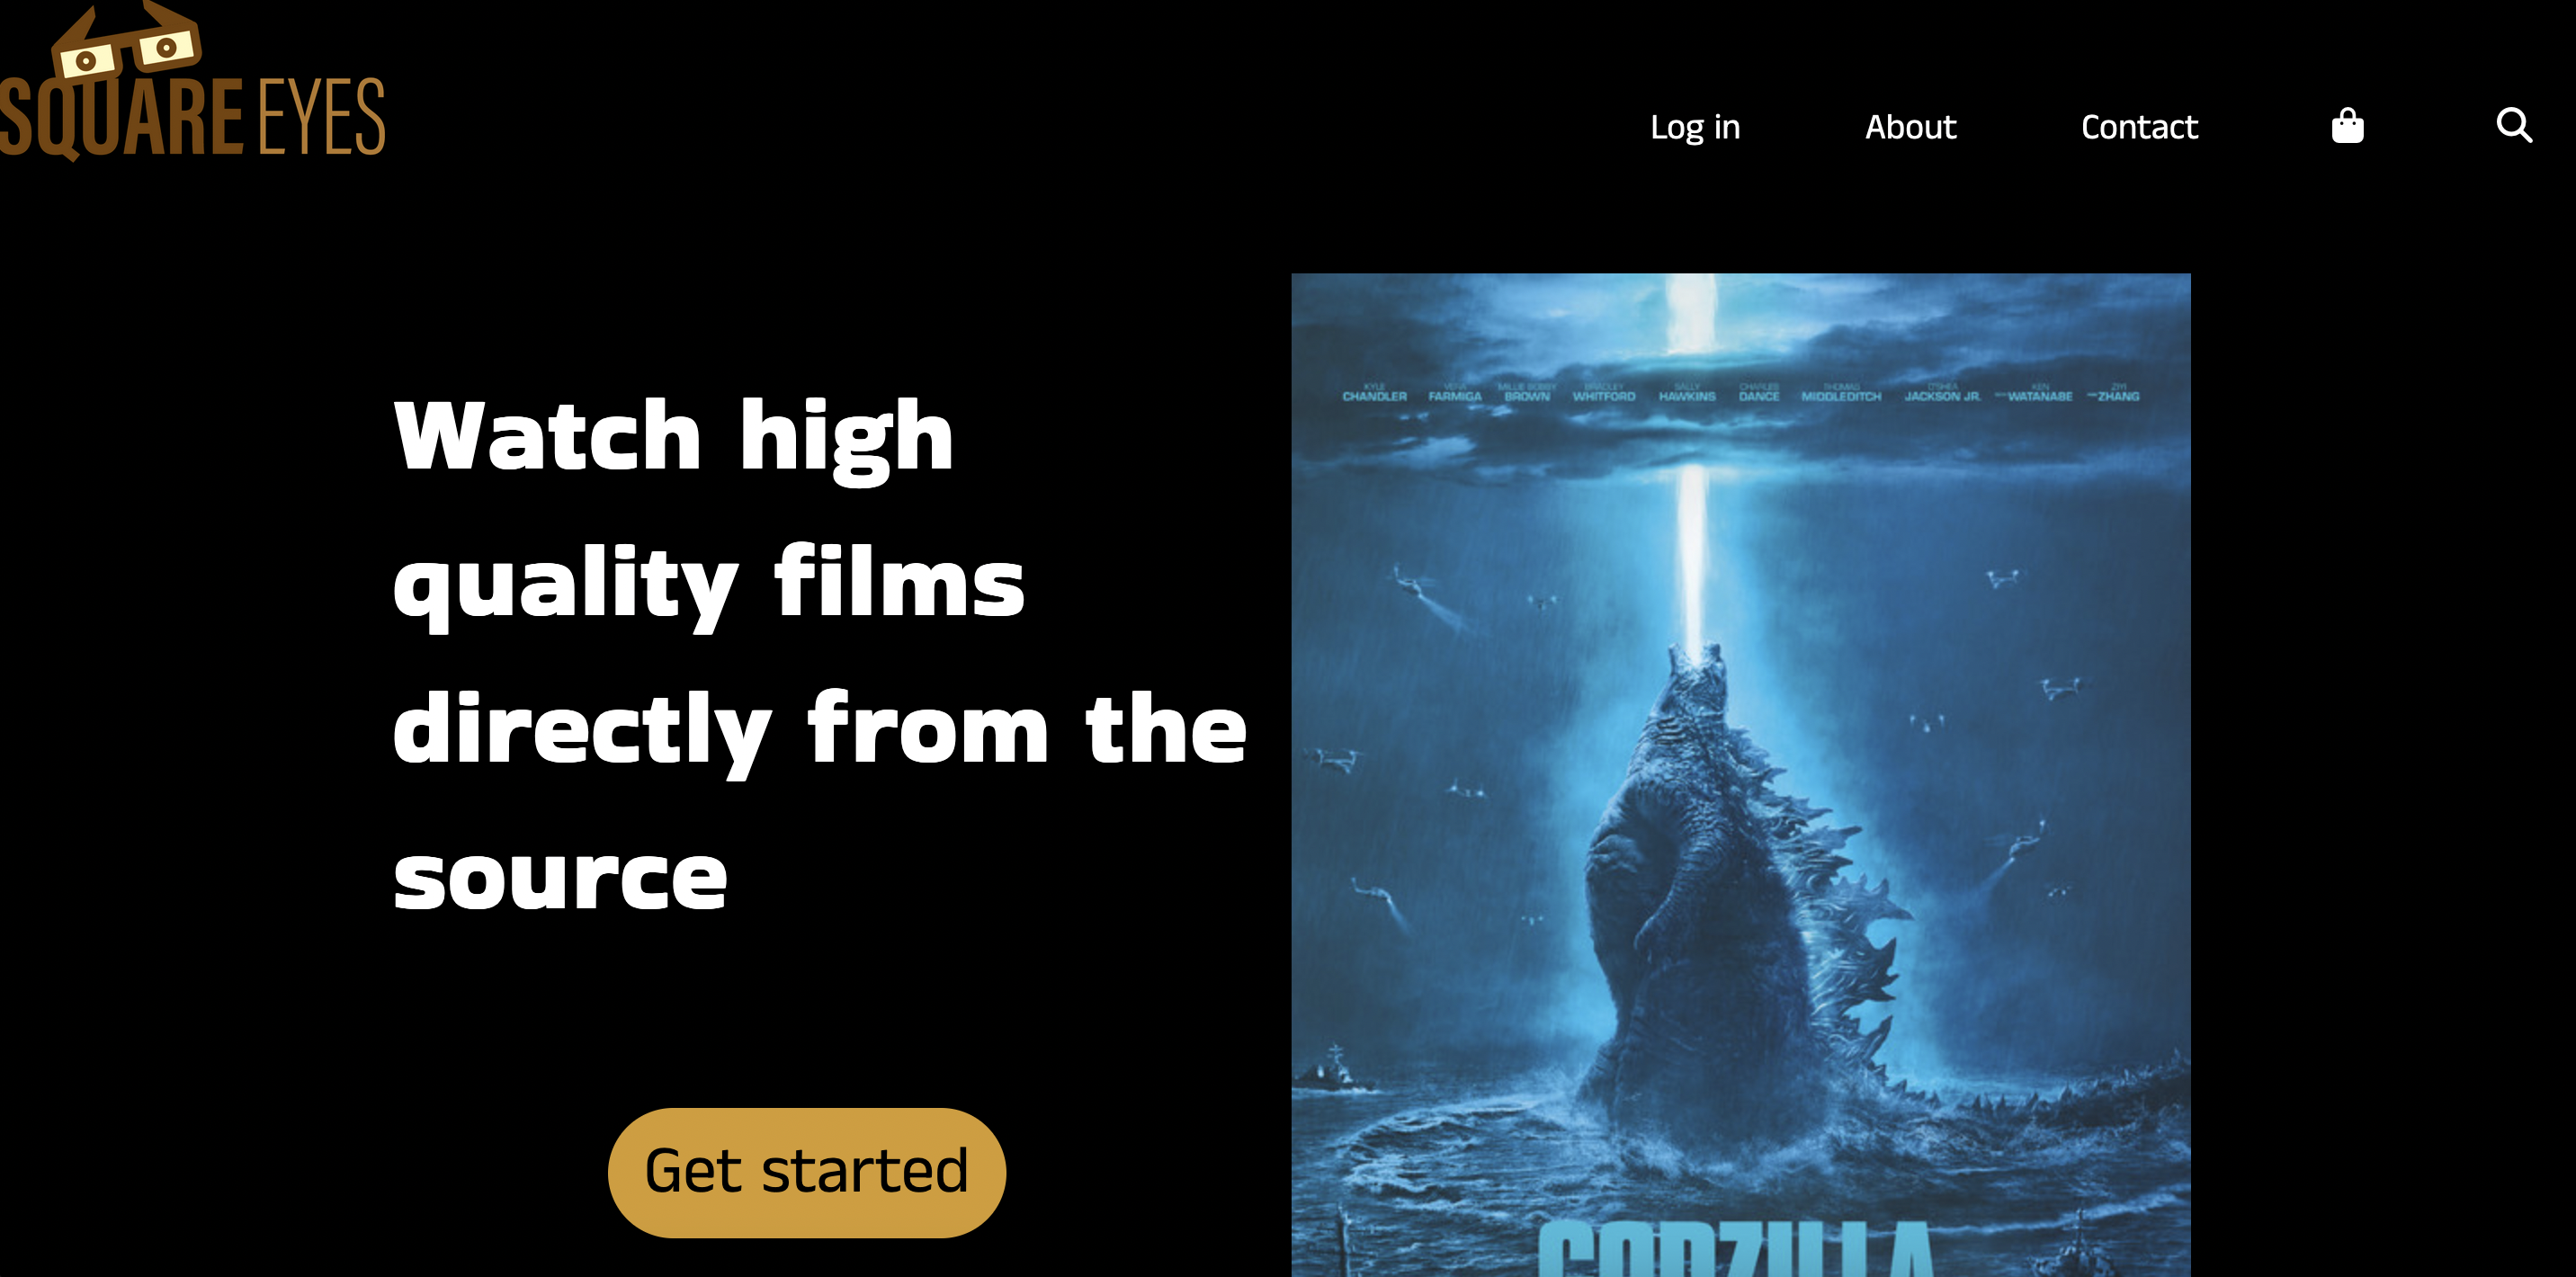 SQUARE EYES
Log in About Contact
Watch high
quality films
directly from the
source
Get started
KYLE CHANDLER VERA FARMIGA MILLIE BOBBY BROWN BRADLEY WHITFORD SALLY HAWKINS CHARLES DANCE THOMAS MIDDLEDITCH O'SHEA JACKSON JR. KEN WATANABE ZIYI ZHANG
GODZILLA